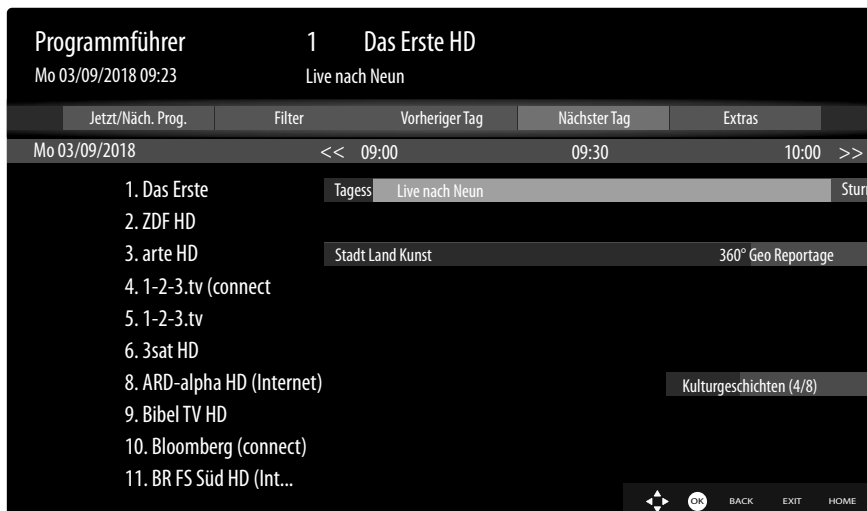 Programmführer 1 Das Erste HD
Mo 03/09/2018 09:23 Live nach Neun
Jetzt/Näch. Prog. Filter Vorheriger Tag Nächster Tag Extras
Mo 03/09/2018 << 09:00 09:30 10:00 >>
1. Das Erste Tagess Live nach Neun Stur
2. ZDF HD
3. arte HD Stadt Land Kunst 360° Geo Reportage
4. 1-2-3.tv (connect
5. 1-2-3.tv
6. 3sat HD
8. ARD-alpha HD (Internet) Kulturgeschichten (4/8)
9. Bibel TV HD
10. Bloomberg (connect)
11. BR FS Süd HD (Int...
OK BACK EXIT HOME